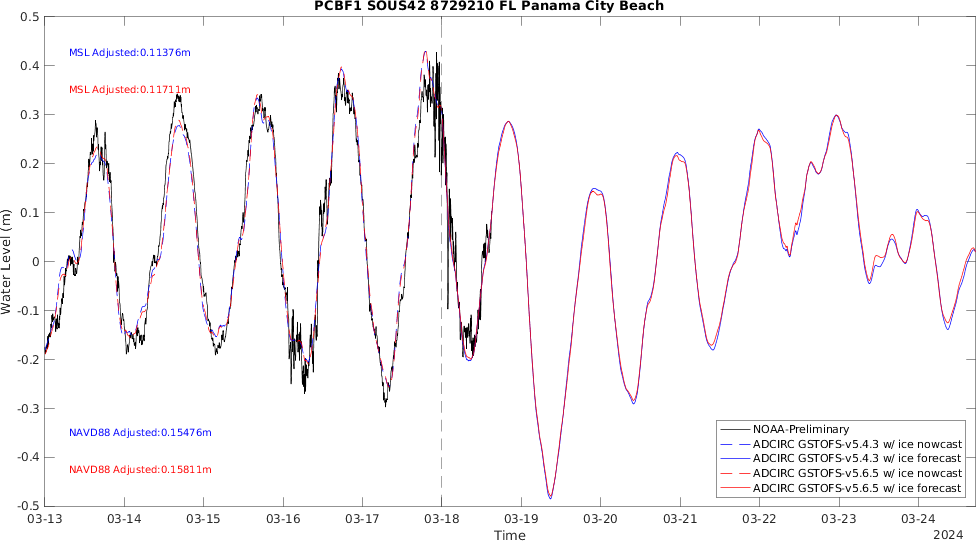 PCBF1 SOUS42 8729210 FL Panama City Beach
MSL Adjusted:0.11376m
MSL Adjusted:0.11711m
NAVD88 Adjusted:0.15476m
NAVD88 Adjusted:0.15811m
Water Level (m)
0.5
0.4
0.3
0.2
0.1
0
-0.1
-0.2
-0.3
-0.4
-0.5
NOAA-Preliminary
ADCIRC GSTOFS-v5.4.3 w/ ice nowcast
ADCIRC GSTOFS-v5.4.3 w/ ice forecast
ADCIRC GSTOFS-v5.6.5 w/ ice nowcast
ADCIRC GSTOFS-v5.6.5 w/ ice forecast
03-13 03-14 03-15 03-16 03-17 03-18 03-19 03-20 03-21 03-22 03-23 03-24
Time
2024